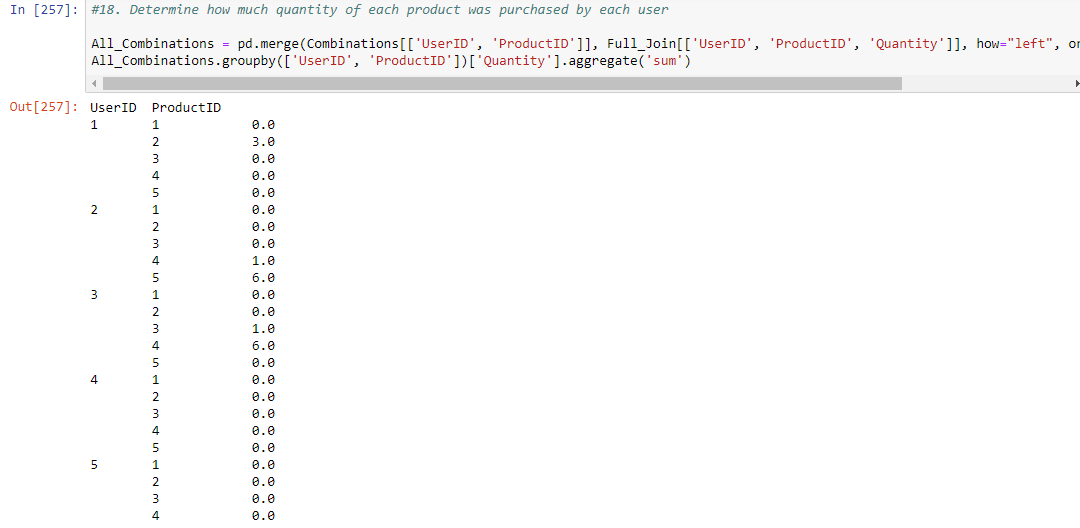 In [257]: #18. Determine how much quantity of each product was purchased by each user
All_Combinations = pd.merge(Combinations[['UserID', 'ProductID']], Full_Join[['UserID', 'ProductID', 'Quantity']], how="left",
All_Combinations.groupby(['UserID', 'ProductID'])['Quantity'].aggregate('sum')
Out[257]: UserID ProductID
1 1 0.0
2 3.0
3 0.0
4 0.0
5 0.0
2 1 0.0
2 0.0
3 0.0
4 1.0
5 6.0
3 1 0.0
2 0.0
3 1.0
4 6.0
5 0.0
4 1 0.0
2 0.0
3 0.0
4 0.0
5 0.0
5 1 0.0
2 0.0
3 0.0
4 0.0